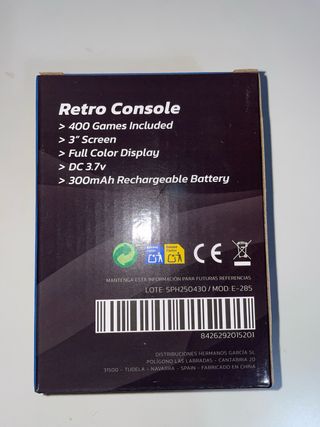 Retro Console
> 400 Games Included
> 3" Screen
> Full Color Display
> DC 3.7v
> 300mAh Rechargeable Battery
CE
MANTENGA ESTA INFORMACIÓN PARA FUTURAS REFERENCIAS
LOTE: SPH250430 / MOD: E-285
8426292015201
DISTRIBUCIONES HERMANOS GARCÍA SL
POLÍGONO LAS LABRADAS - CANTABRIA 20
31500 - TUDELA - NAVARRA - SPAIN - FABRICADO EN CHINA